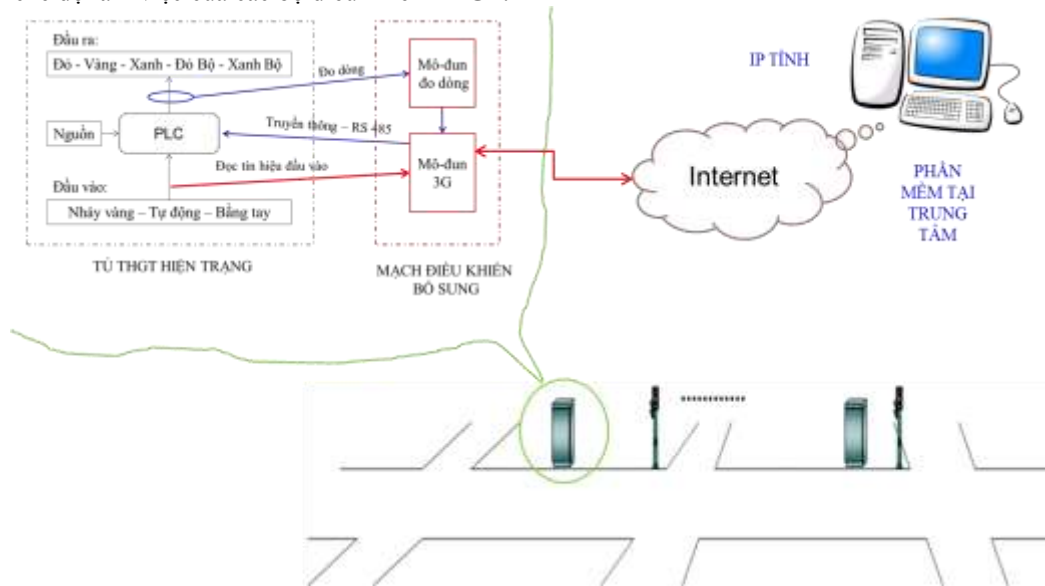 Đầu ra:
Đỏ - Vàng - Xanh - Đỏ Bộ - Xanh Bộ
Đo dòng
Mô-đun
đo dòng
Nguồn
PLC
Truyền thông – RS 485
Đọc tín hiệu đầu vào
Mô-đun
3G
Đầu vào:
Nháy vàng – Tự động – Bằng tay
TỦ THGT HIỆN TRẠNG
MẠCH ĐIỀU KHIỂN
BỔ SUNG
Internet
IP TĨNH
PHẦN
MỀM TẠI
TRUNG
TÂM